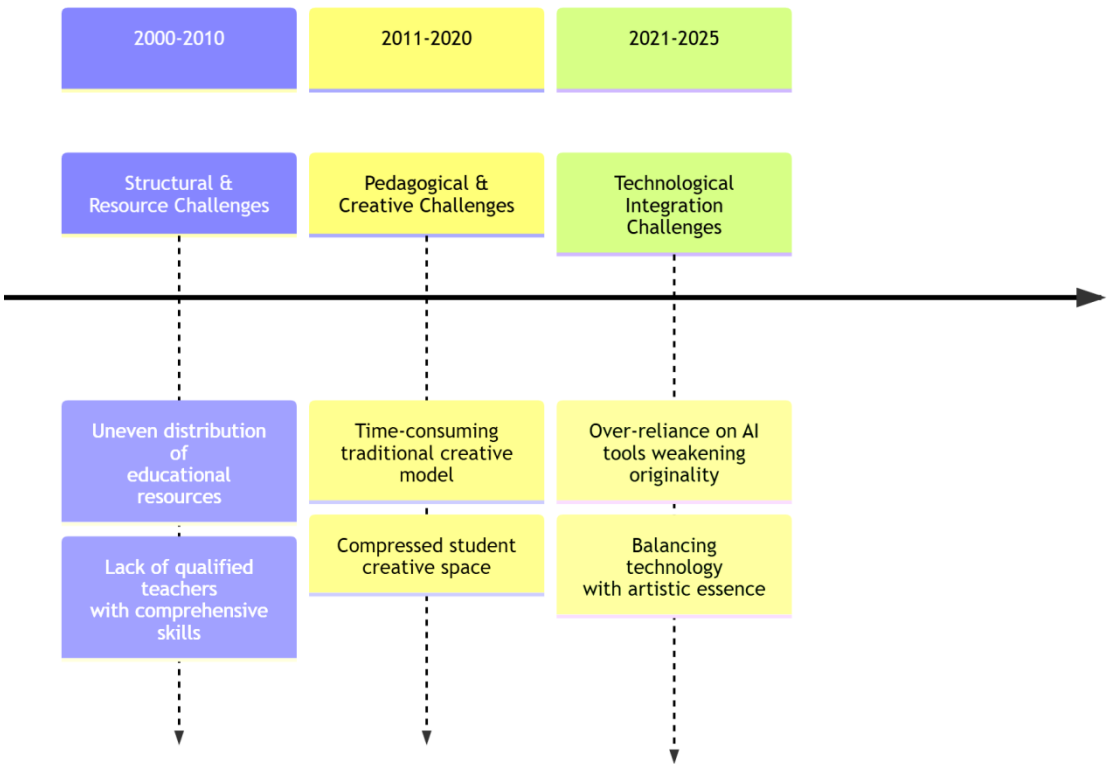 2000-2010
2011-2020
2021-2025
Structural &
Resource Challenges
Pedagogical &
Creative Challenges
Technological
Integration
Challenges
Uneven distribution
of
educational
resources
Lack of qualified
teachers
with comprehensive
skills
Time-consuming
traditional creative
model
Compressed student
creative space
Over-reliance on AI
tools weakening
originality
Balancing
technology
with artistic essence